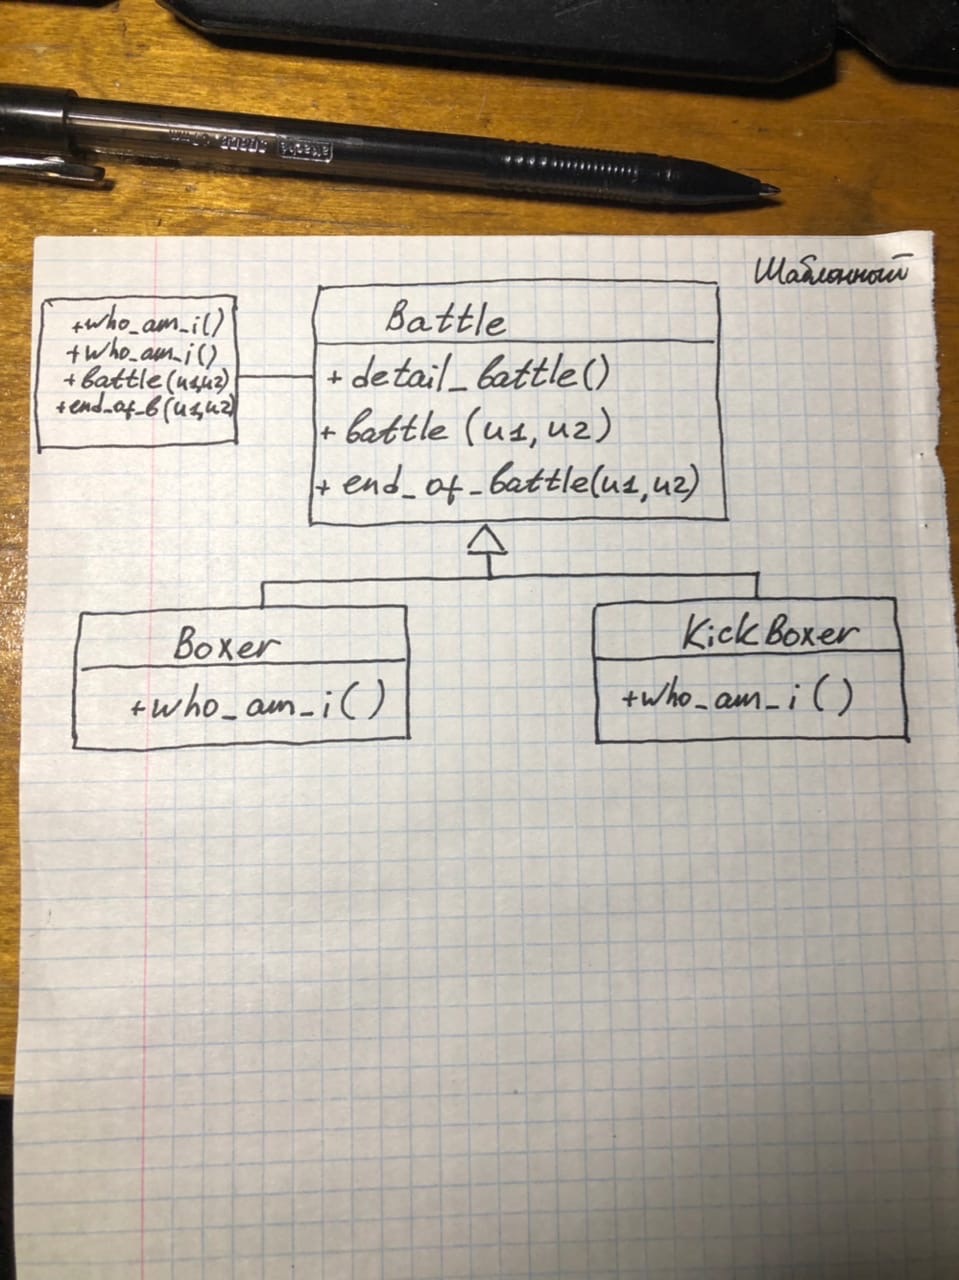 attache
Шаблонный
+who_am_i()
+who_am_i()
+battle(u1,u2)
+end_of_b(u1,u2)
Battle
+ detail_battle()
+ battle (u1, u2)
+ end_of_battle(u1, u2)
Boxer
+who_am_i()
KickBoxer
+who_am_i()